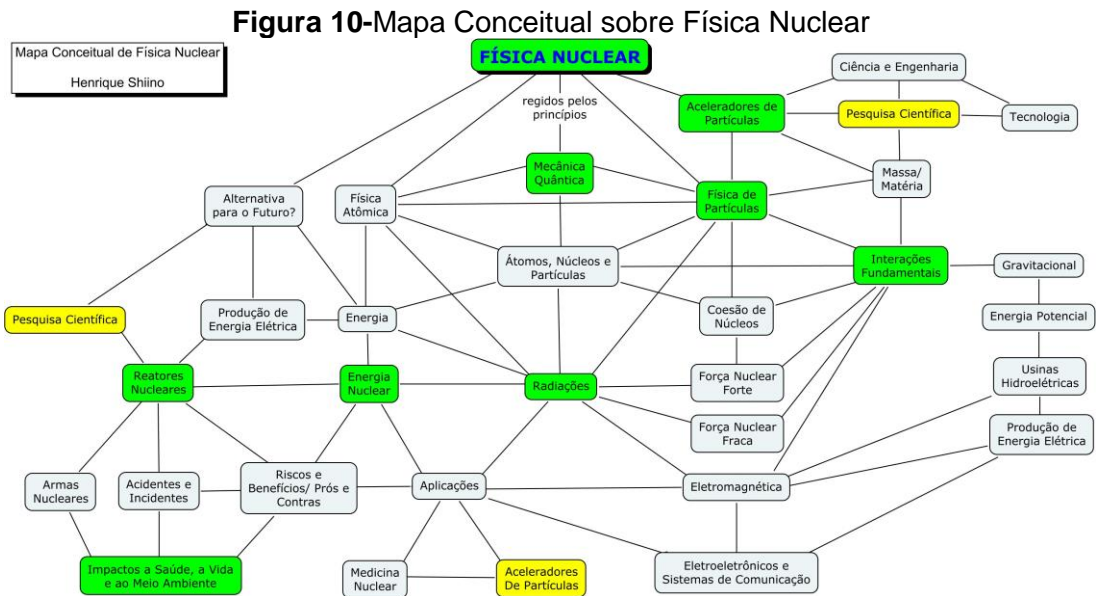 Figura 10-Mapa Conceitual sobre Física Nuclear
Mapa Conceitual de Física Nuclear
Henrique Shiino
FÍSICA NUCLEAR
Ciência e Engenharia
regidos pelos
princípios
Aceleradores de
Partículas
Pesquisa Científica
Tecnologia
Mecânica
Quântica
Massa/
Matéria
Alternativa
para o Futuro?
Física
Atômica
Física de
Partículas
Átomos, Núcleos e
Partículas
Interações
Fundamentais
Gravitacional
Pesquisa Científica
Produção de
Energia Elétrica
Energia
Coesão de
Núcleos
Energia Potencial
Reatores
Nucleares
Energia
Nuclear
Radiações
Força Nuclear
Forte
Usinas
Hidroelétricas
Força Nuclear
Fraca
Produção de
Energia Elétrica
Armas
Nucleares
Acidentes e
Incidentes
Riscos e
Benefícios/ Prós e
Contras
Aplicações
Eletromagnética
Impactos a Saúde, a Vida
e ao Meio Ambiente
Medicina
Nuclear
Aceleradores
De Partículas
Eletroeletrônicos e
Sistemas de Comunicação